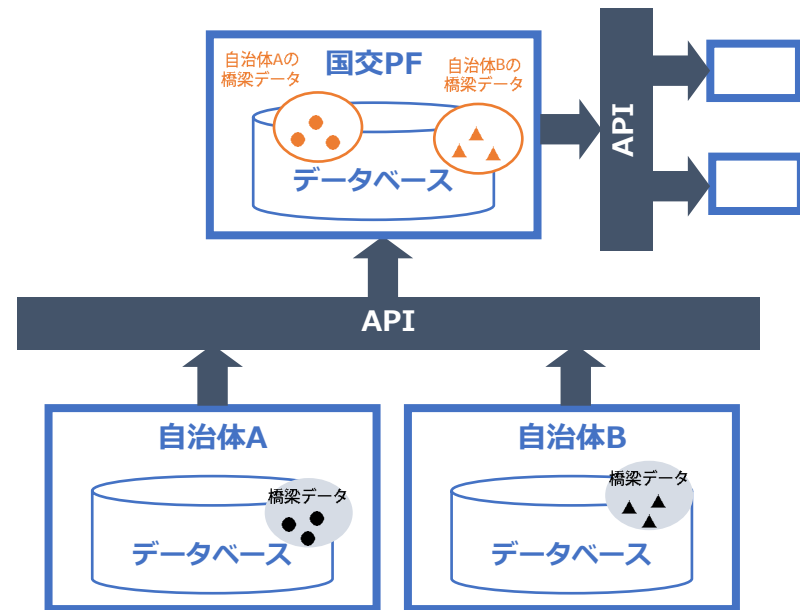 国交PF
自治体Aの
橋梁データ
自治体Bの
橋梁データ
データベース
API
API
自治体A
橋梁データ
データベース
自治体B
橋梁データ
データベース